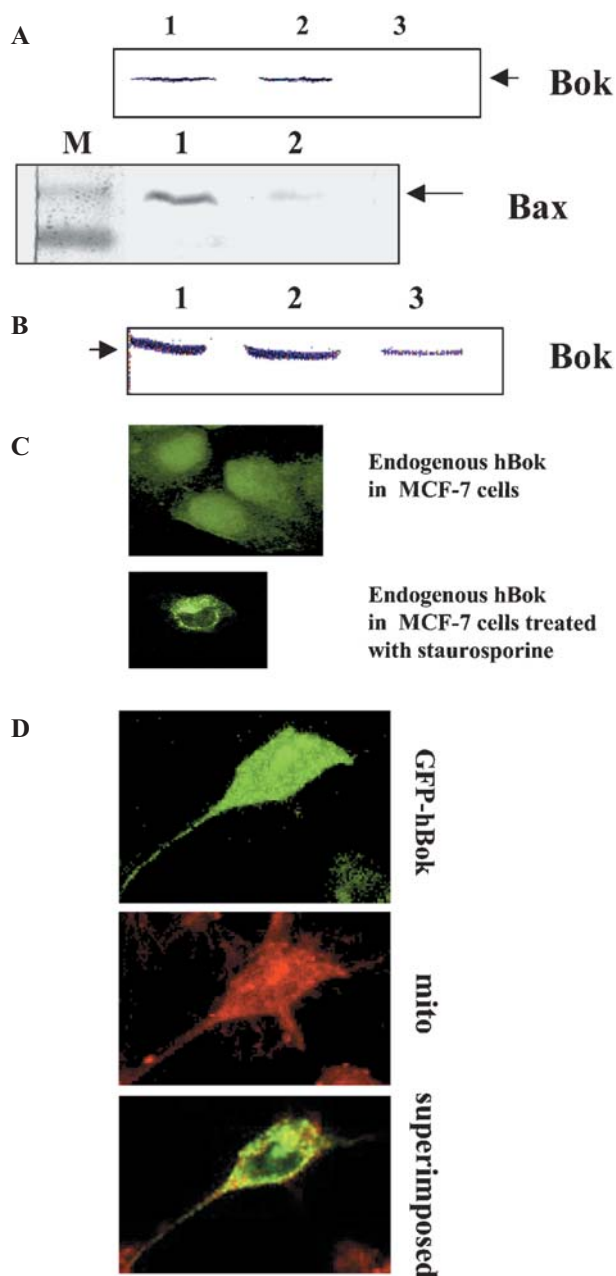 A
1 2 3
Bok
M 1 2
Bax
B
1 2 3
Bok
C
Endogenous hBok
in MCF-7 cells
Endogenous hBok
in MCF-7 cells treated
with staurosporine
D
GFP-hBok
mito
superimposed